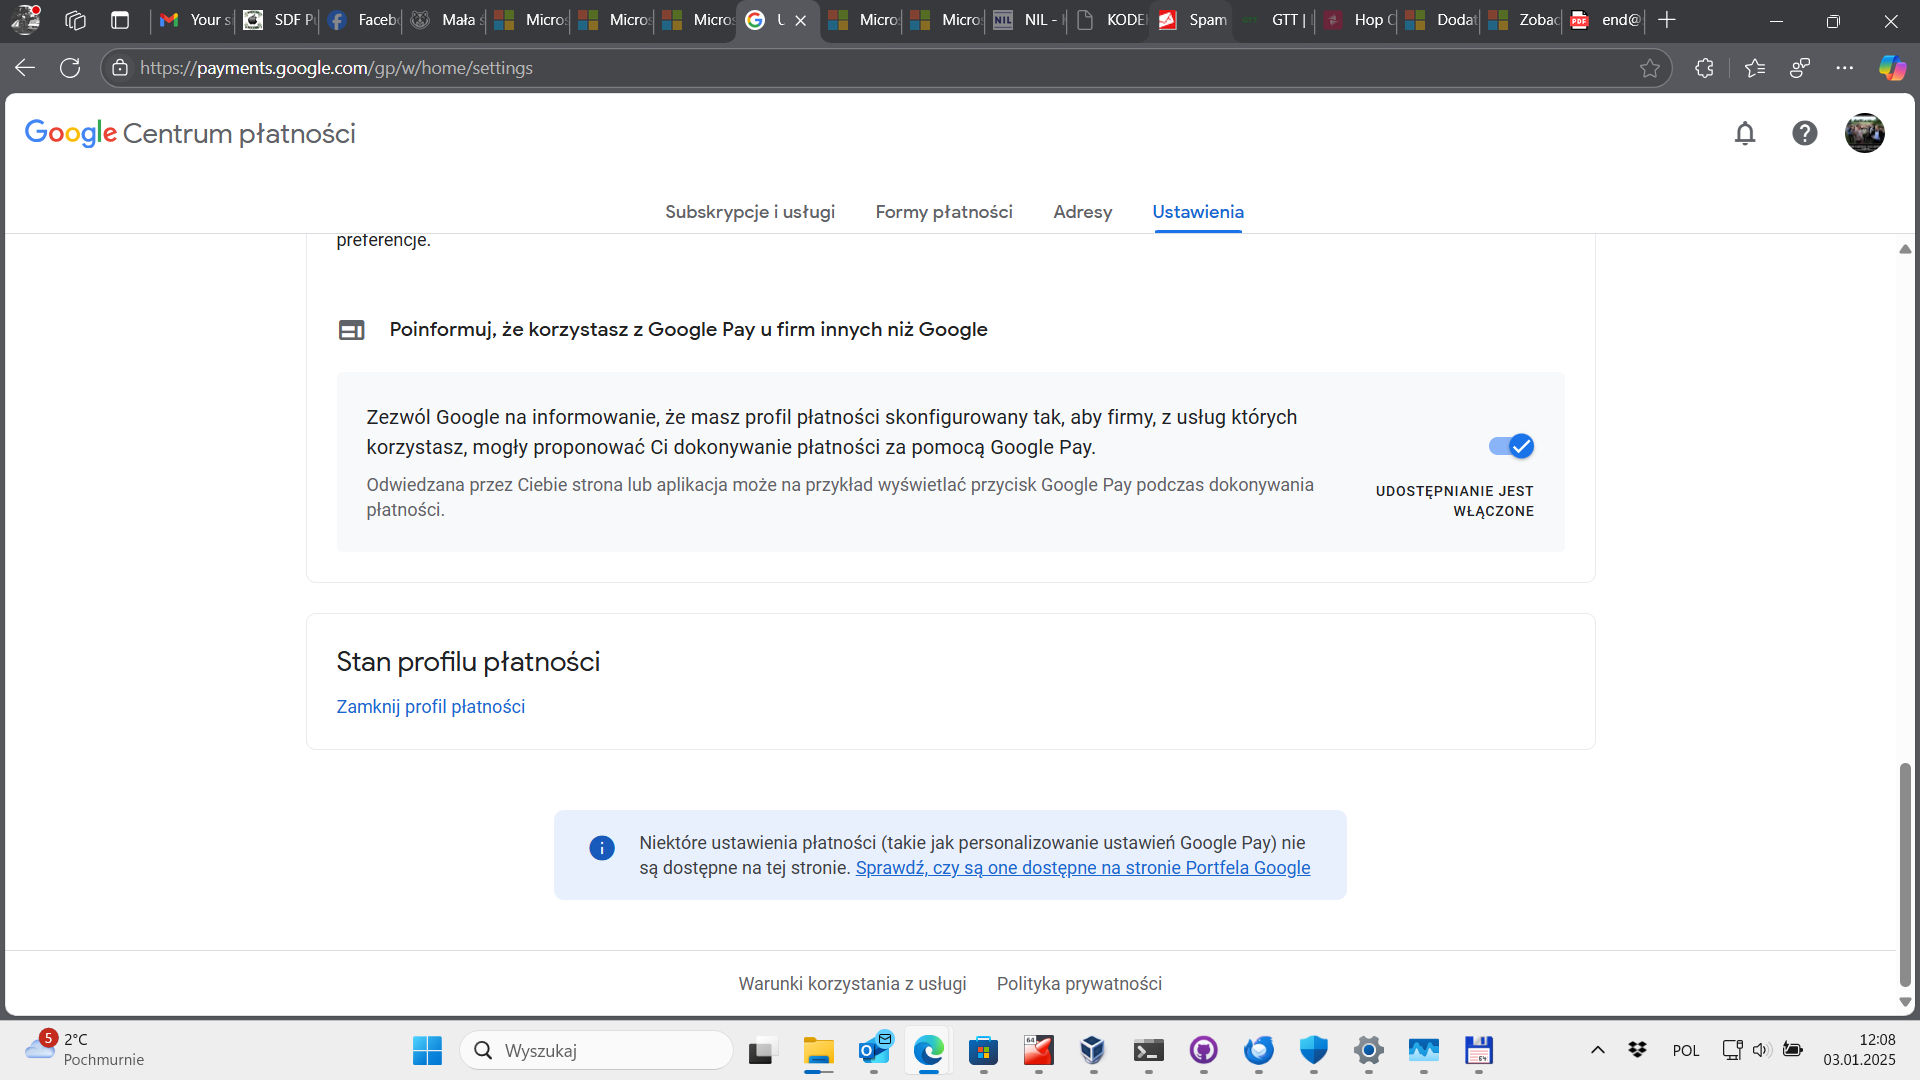 Your s
SDF Pu
Facebo
Mała ś
Micros
Micros
Micros
U
Micros
Micros
NIL - K
KODE
Spam
GTT |
Hop C
Dodat
Zobac
end@
https://payments.google.com/gp/w/home/settings
Google Centrum płatności
Subskrypcje i usługi
Formy płatności
Adresy
Ustawienia
preferencje.
Poinformuj, że korzystasz z Google Pay u firm innych niż Google
Zezwól Google na informowanie, że masz profil płatności skonfigurowany tak, aby firmy, z usług których
korzystasz, mogły proponować Ci dokonywanie płatności za pomocą Google Pay.
Odwiedzana przez Ciebie strona lub aplikacja może na przykład wyświetlać przycisk Google Pay podczas dokonywania
płatności.
UDOSTĘPNIANIE JEST
WŁĄCZONE
Stan profilu płatności
Zamknij profil płatności
Niektóre ustawienia płatności (takie jak personalizowanie ustawień Google Pay) nie
są dostępne na tej stronie. Sprawdź, czy są one dostępne na stronie Portfela Google
Warunki korzystania z usługi
Polityka prywatności
5
2°C
Pochmurnie
Wyszukaj
POL
12:08
03.01.2025